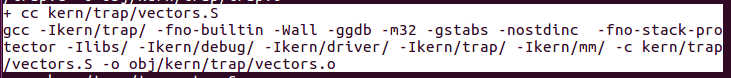 + cc kern/trap/vectors.S
gcc -Ikern/trap/ -fno-builtin -Wall -ggdb -m32 -gstabs -nostdinc  -fno-stack-pro
tector -Ilibs/ -Ikern/debug/ -Ikern/driver/ -Ikern/trap/ -Ikern/mm/ -c kern/trap
/vectors.S -o obj/kern/trap/vectors.o